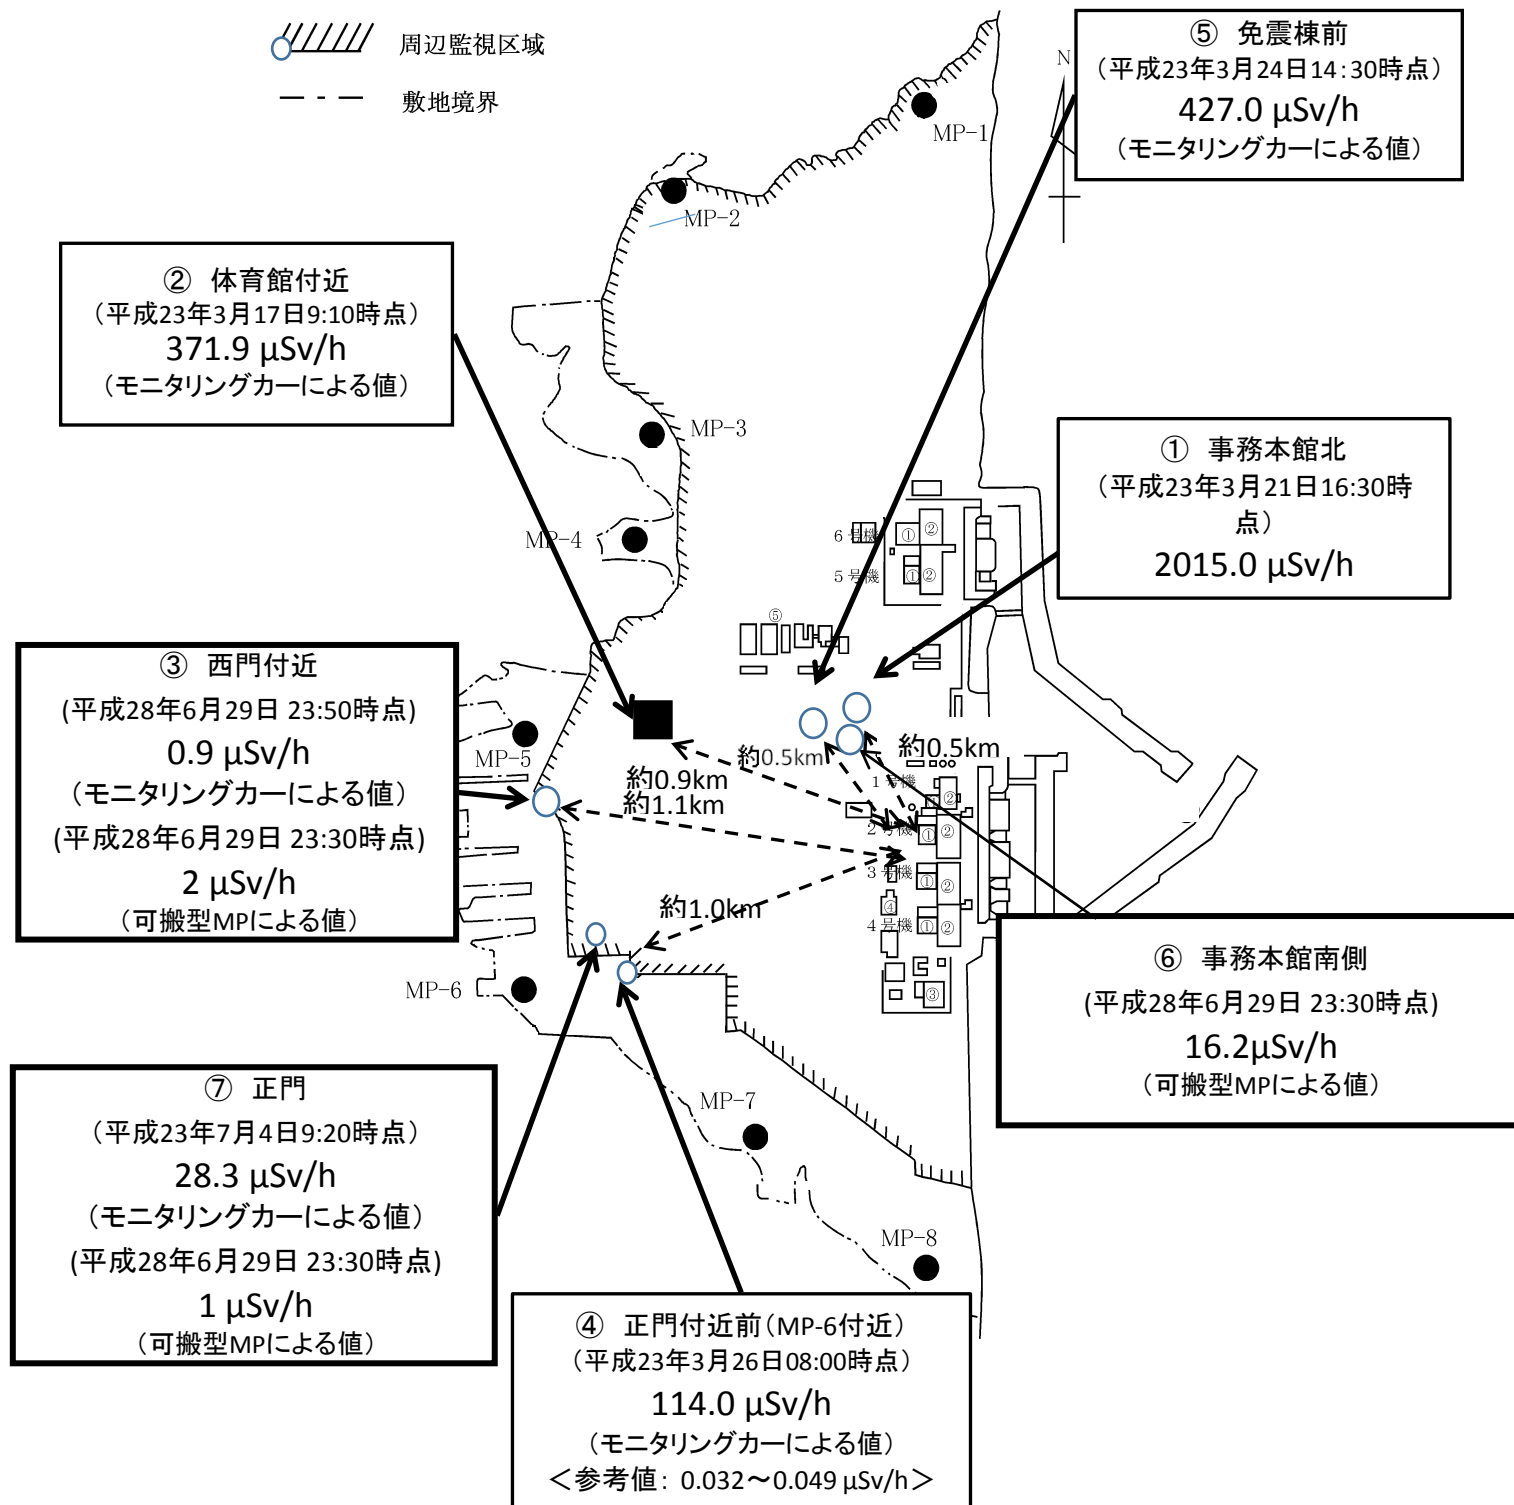 周辺監視区域
敷地境界
N
⑤ 免震棟前
（平成23年3月24日14:30時点）
427.0 μSv/h
（モニタリングカーによる値）
MP-1
MP-2
② 体育館付近
（平成23年3月17日9:10時点）
371.9 μSv/h
（モニタリングカーによる値）
MP-3
① 事務本館北
（平成23年3月21日16:30時
点）
2015.0 μSv/h
MP-4
6号機
①
②
5号機
①
②
⑤
③ 西門付近
(平成28年6月29日 23:50時点)
0.9 μSv/h
（モニタリングカーによる値）
(平成28年6月29日 23:30時点)
2 μSv/h
（可搬型MPによる値）
MP-5
約0.5km
約0.5km
約0.9km
約1.1km
1号機
①
②
2号機
①
②
3号機
①
②
約1.0km
④
4号機
①
②
③
MP-6
⑥ 事務本館南側
(平成28年6月29日 23:30時点)
16.2μSv/h
（可搬型MPによる値）
⑦ 正門
（平成23年7月4日9:20時点）
28.3 μSv/h
（モニタリングカーによる値）
(平成28年6月29日 23:30時点)
1 μSv/h
（可搬型MPによる値）
MP-7
MP-8
④ 正門付近前（MP-6付近）
（平成23年3月26日08:00時点）
114.0 μSv/h
（モニタリングカーによる値）
＜参考値： 0.032～0.049 μSv/h＞